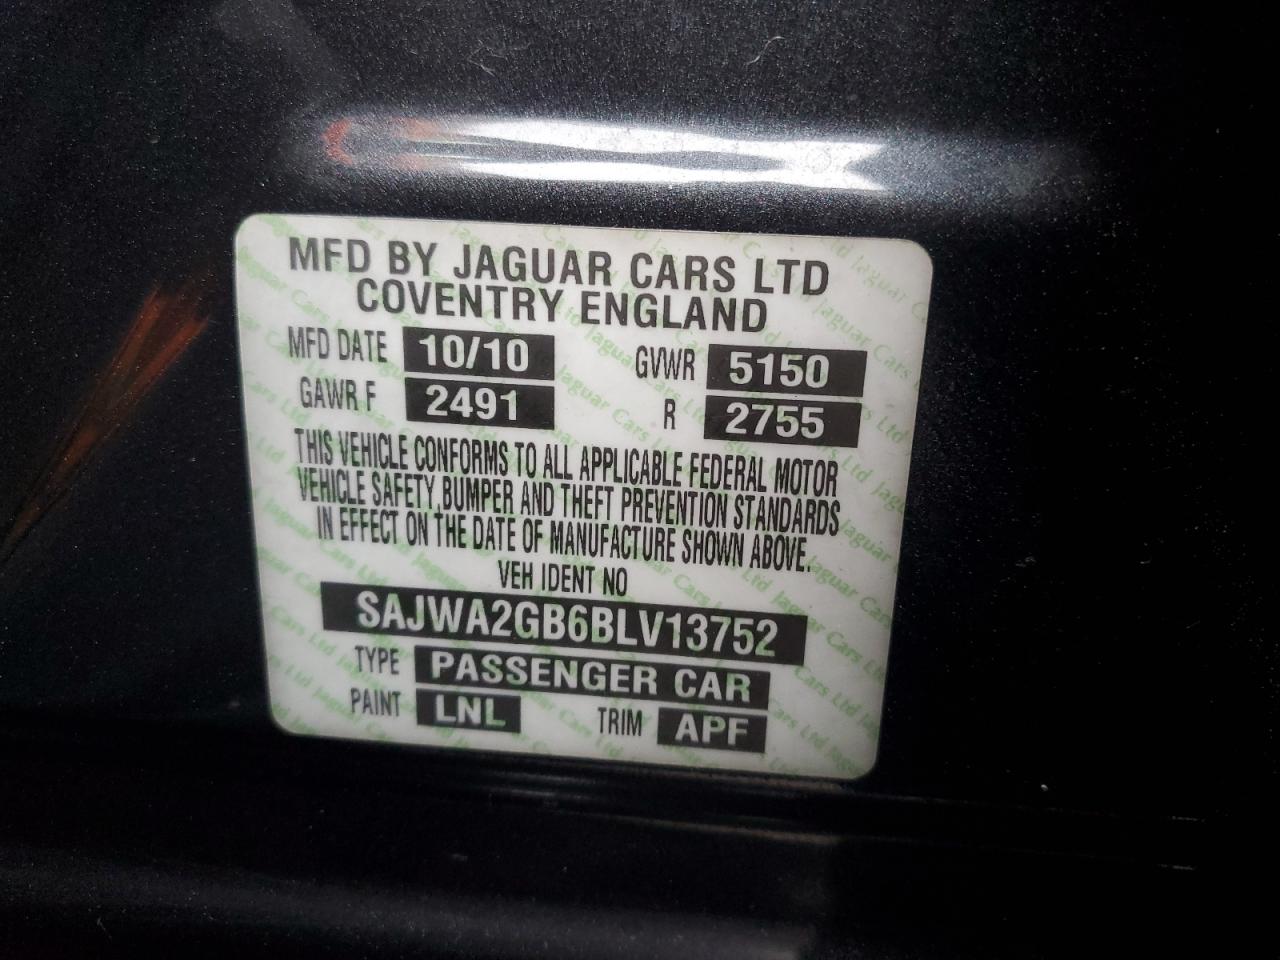 MFD BY JAGUAR CARS LTD
COVENTRY ENGLAND
MFD DATE 10/10 GVWR 5150
GAWR F 2491 R 2755
THIS VEHICLE CONFORMS TO ALL APPLICABLE FEDERAL MOTOR
VEHICLE SAFETY,BUMPER AND THEFT PREVENTION STANDARDS
IN EFFECT ON THE DATE OF MANUFACTURE SHOWN ABOVE.
VEH IDENT NO
SAJWA2GB6BLV13752
TYPE PASSENGER CAR
PAINT LNL TRIM APF